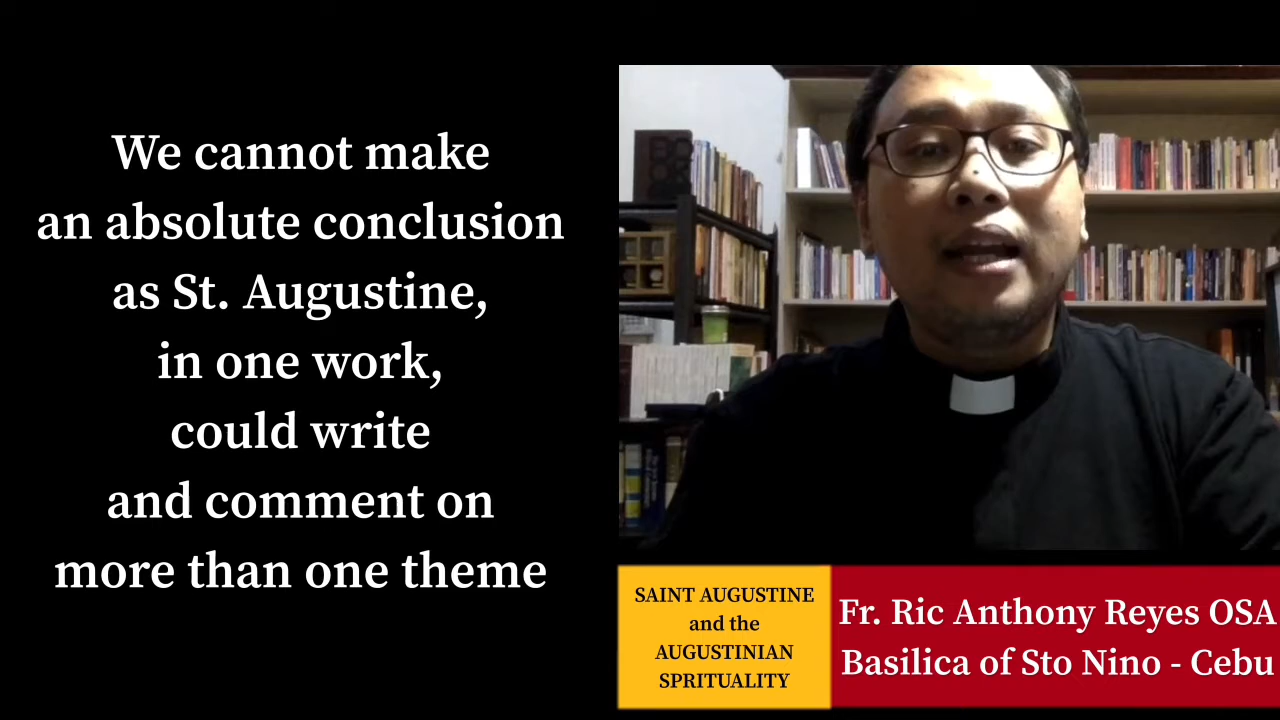 We cannot make
an absolute conclusion
as St. Augustine,
in one work,
could write
and comment on
more than one theme
SAINT AUGUSTINE
and the
AUGUSTINIAN
SPRITUALITY
Fr. Ric Anthony Reyes OSA
Basilica of Sto Nino - Cebu